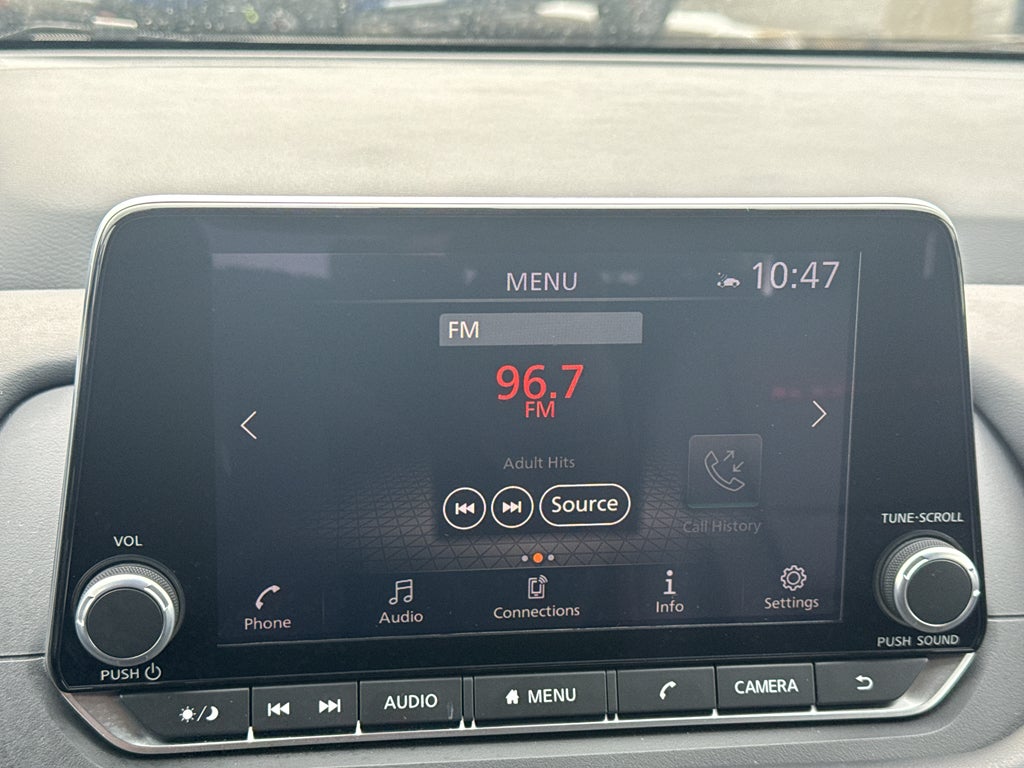 MENU
10:47
FM
96.7
FM
Adult Hits
Source
Call History
Phone
Audio
Connections
Info
Settings
VOL
PUSH
TUNE·SCROLL
PUSH SOUND
AUDIO
MENU
CAMERA